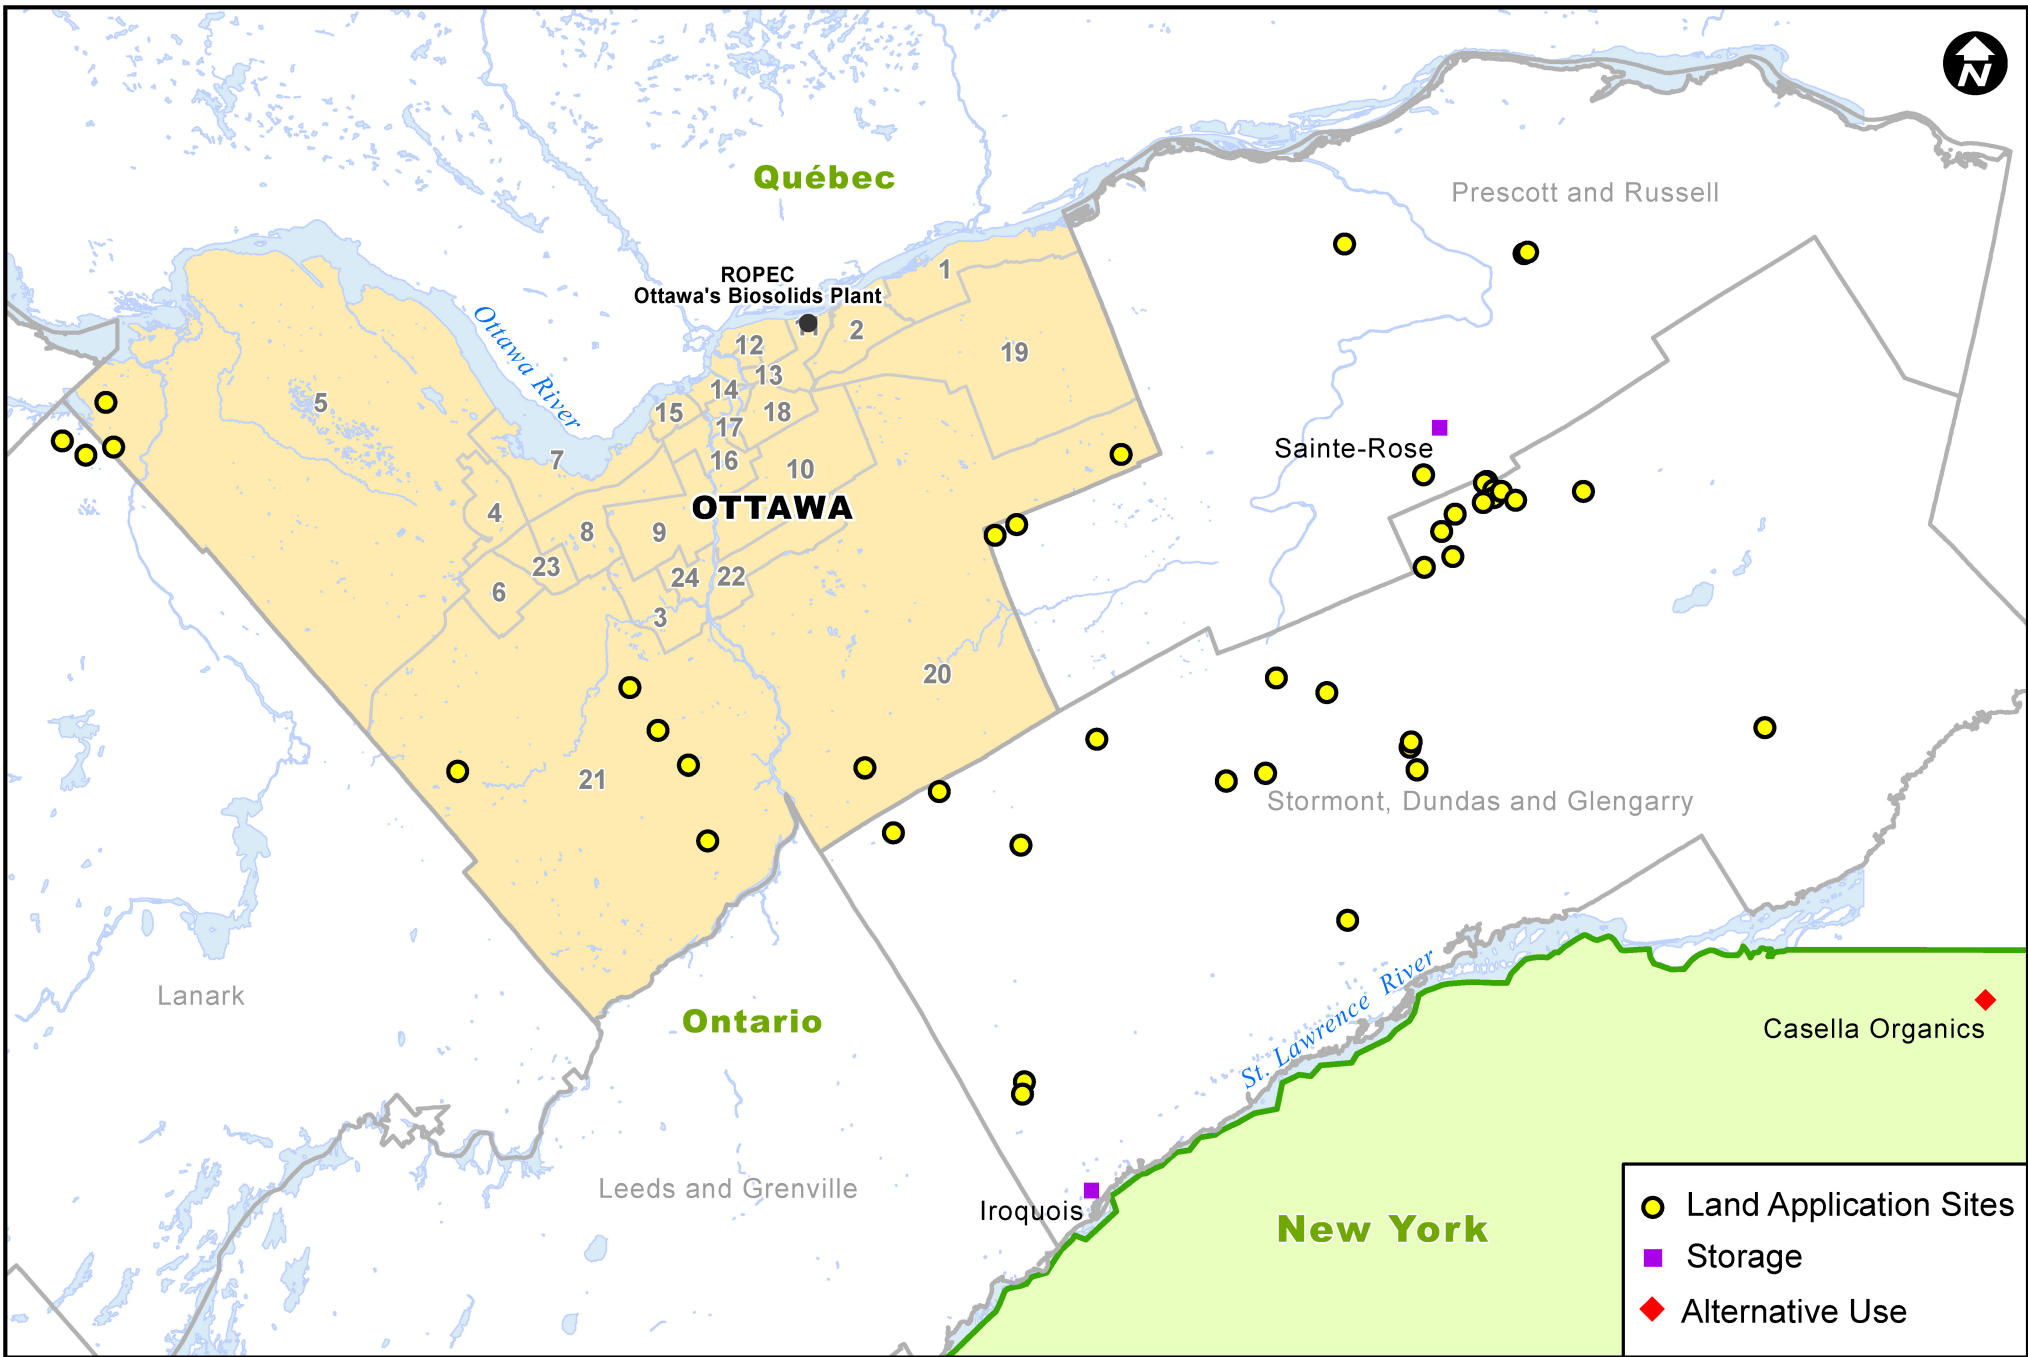 N
Québec
Prescott and Russell
ROPEC
Ottawa's Biosolids Plant
1
Ottawa River
11
2
12
19
13
14
5
15
18
17
Sainte-Rose
7
16
10
OTTAWA
4
8
9
23
24
22
6
3
20
21
Stormont, Dundas and Glengarry
Lanark
Ontario
St. Lawrence River
Casella Organics
Leeds and Grenville
Iroquois
New York
Land Application Sites
Storage
Alternative Use